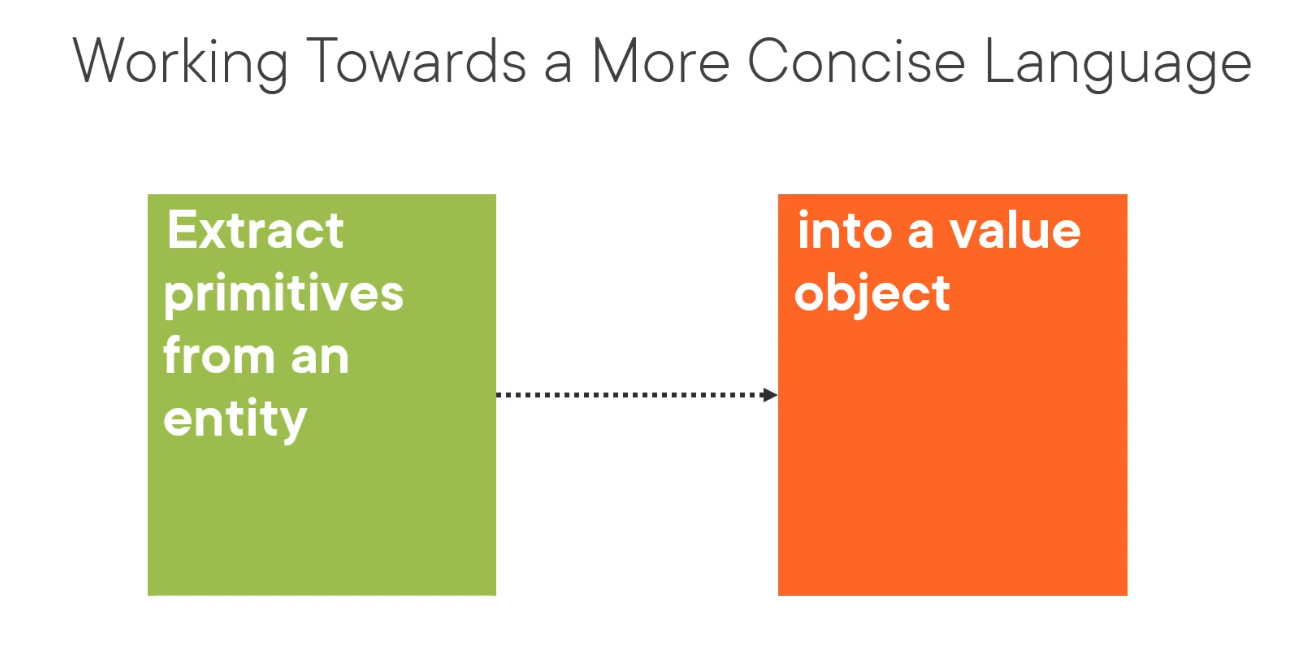 Working Towards a More Concise Language
Extract
primitives
from an
entity
into a value
object